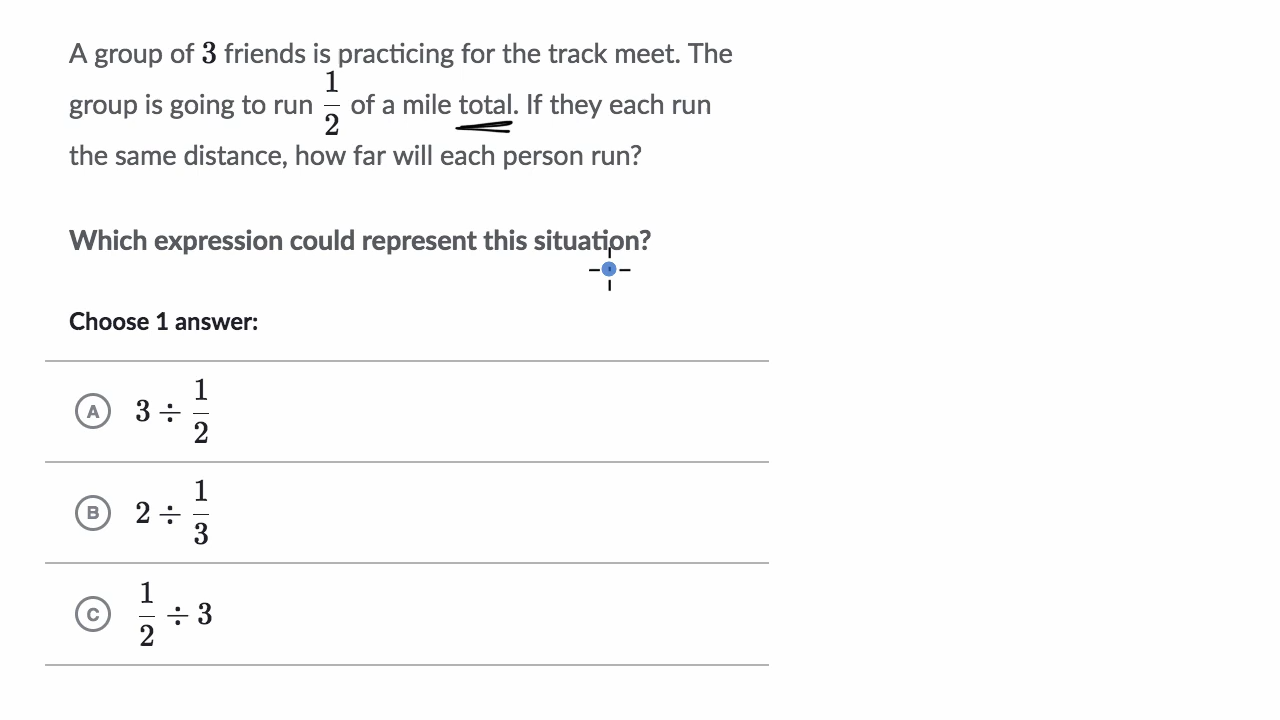 A group of 3 friends is practicing for the track meet. The
group is going to run 1/2 of a mile total. If they each run
the same distance, how far will each person run?
Which expression could represent this situation?
Choose 1 answer:
A 3 ÷ 1/2
B 2 ÷ 1/3
C 1/2 ÷ 3